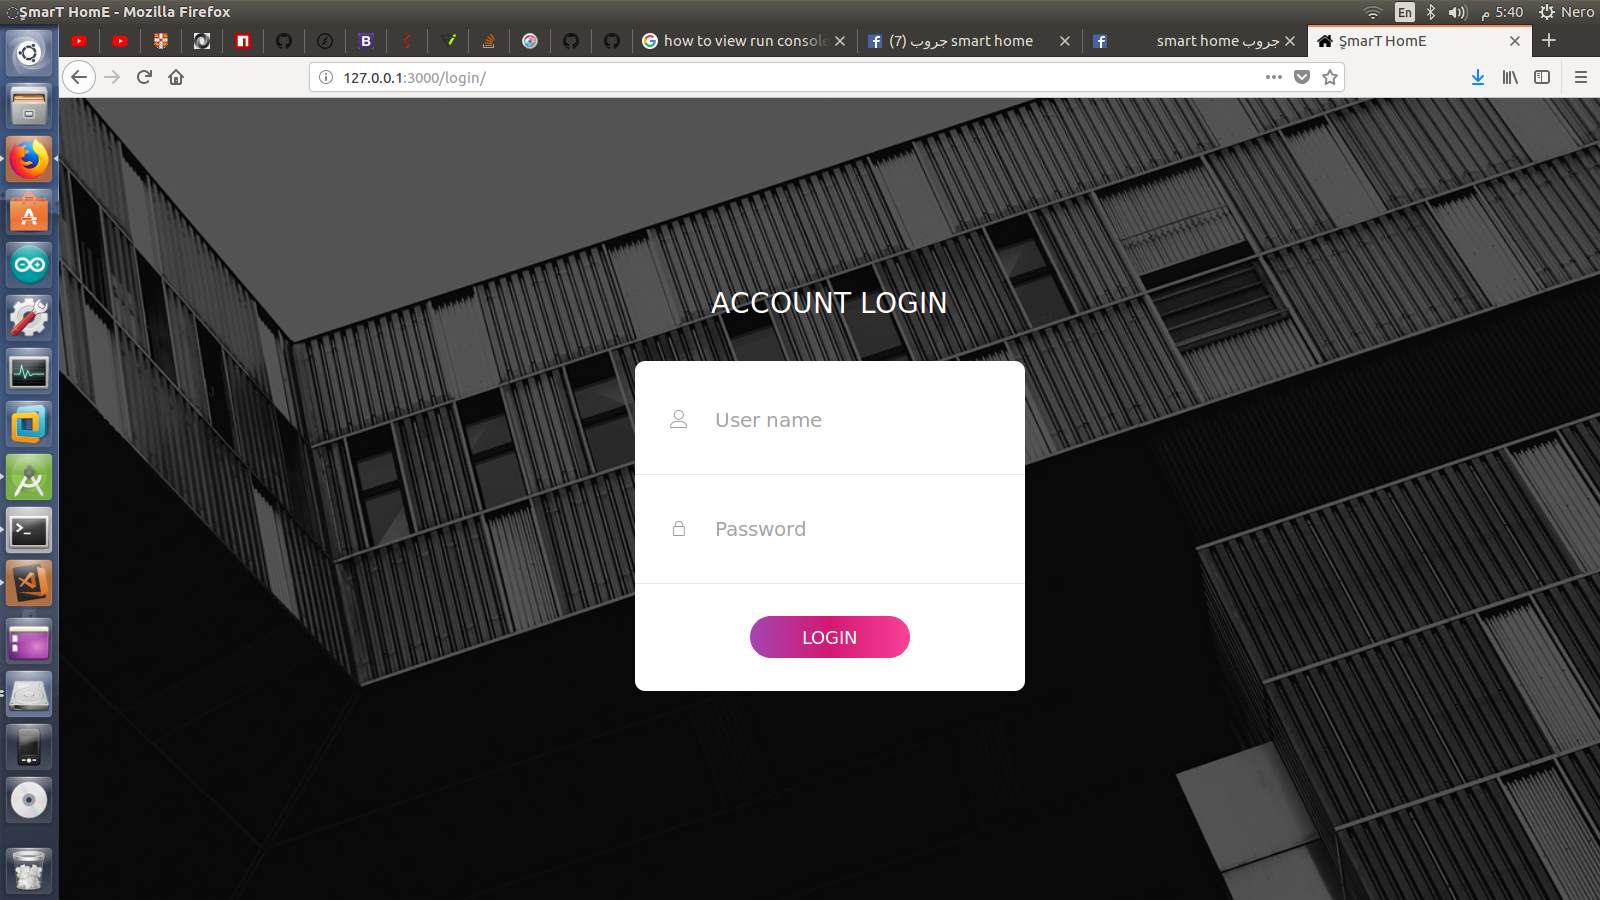 ŞmarT HomE - Mozilla Firefox
En
5:40 م
Nero
how to view run console
(7) جروب smart home
smart home جروب
ŞmarT HomE
127.0.0.1:3000/login/
ACCOUNT LOGIN
User name
Password
LOGIN